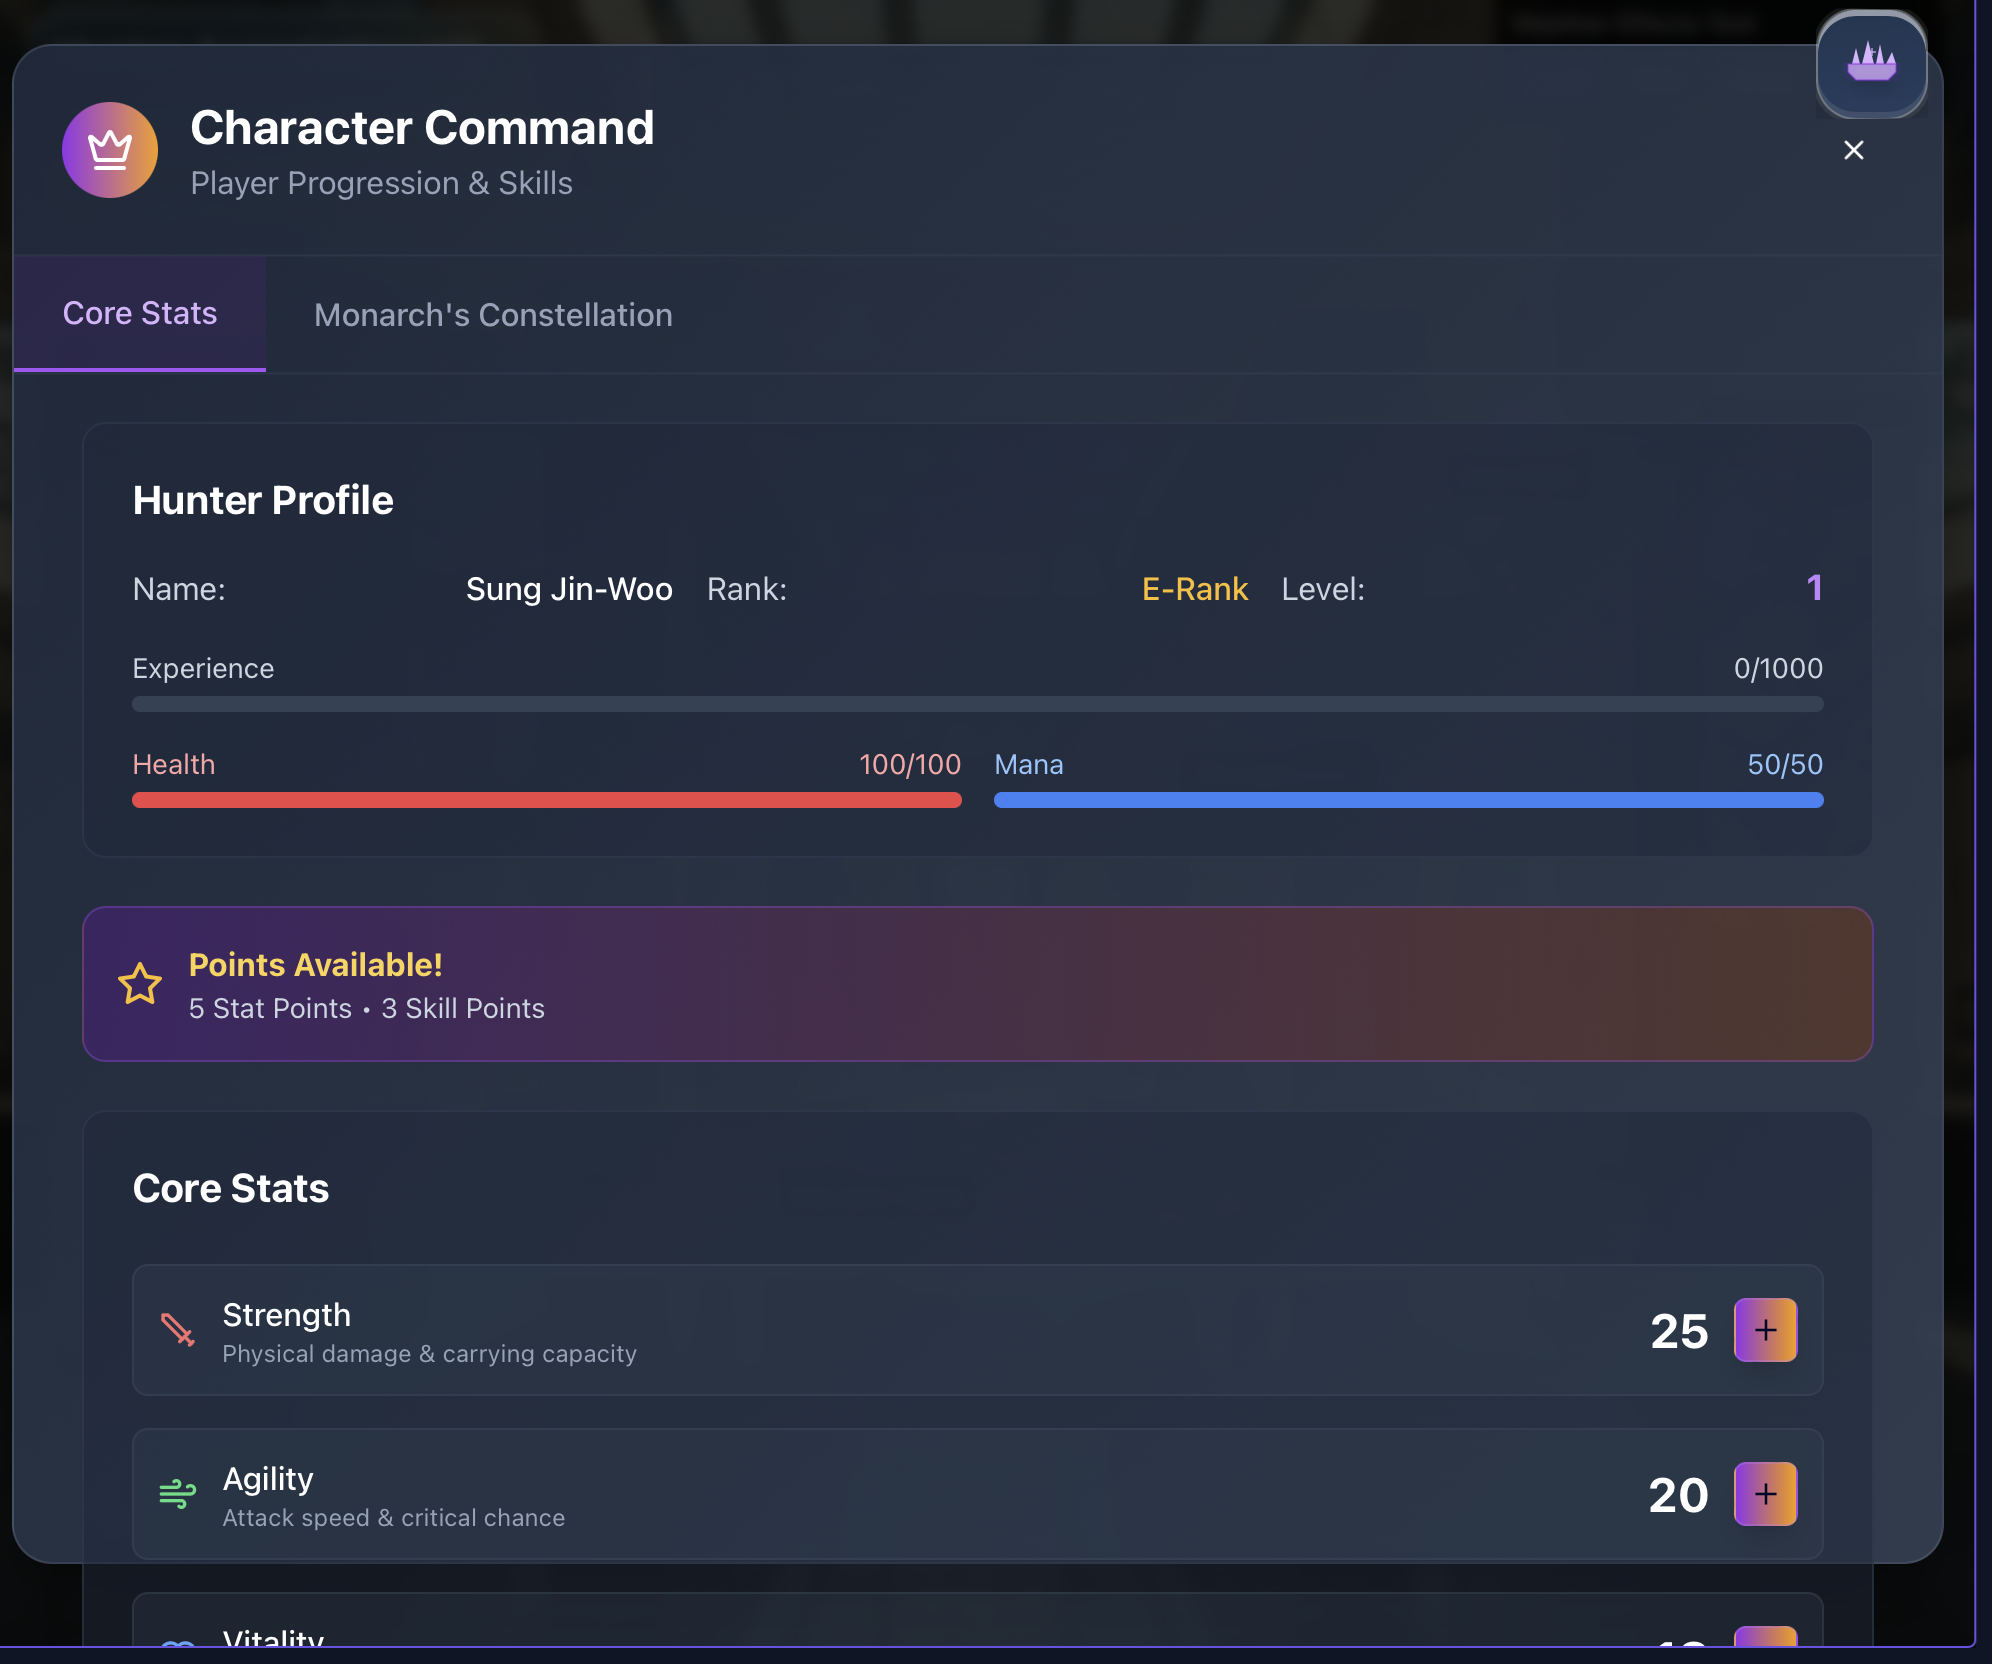 Character Command
Player Progression & Skills
Core Stats
Monarch's Constellation
Hunter Profile
Name: Sung Jin-Woo Rank: E-Rank Level: 1
Experience 0/1000
Health 100/100 Mana 50/50
Points Available!
5 Stat Points • 3 Skill Points
Core Stats
Strength
Physical damage & carrying capacity
25
Agility
Attack speed & critical chance
20
Vitality